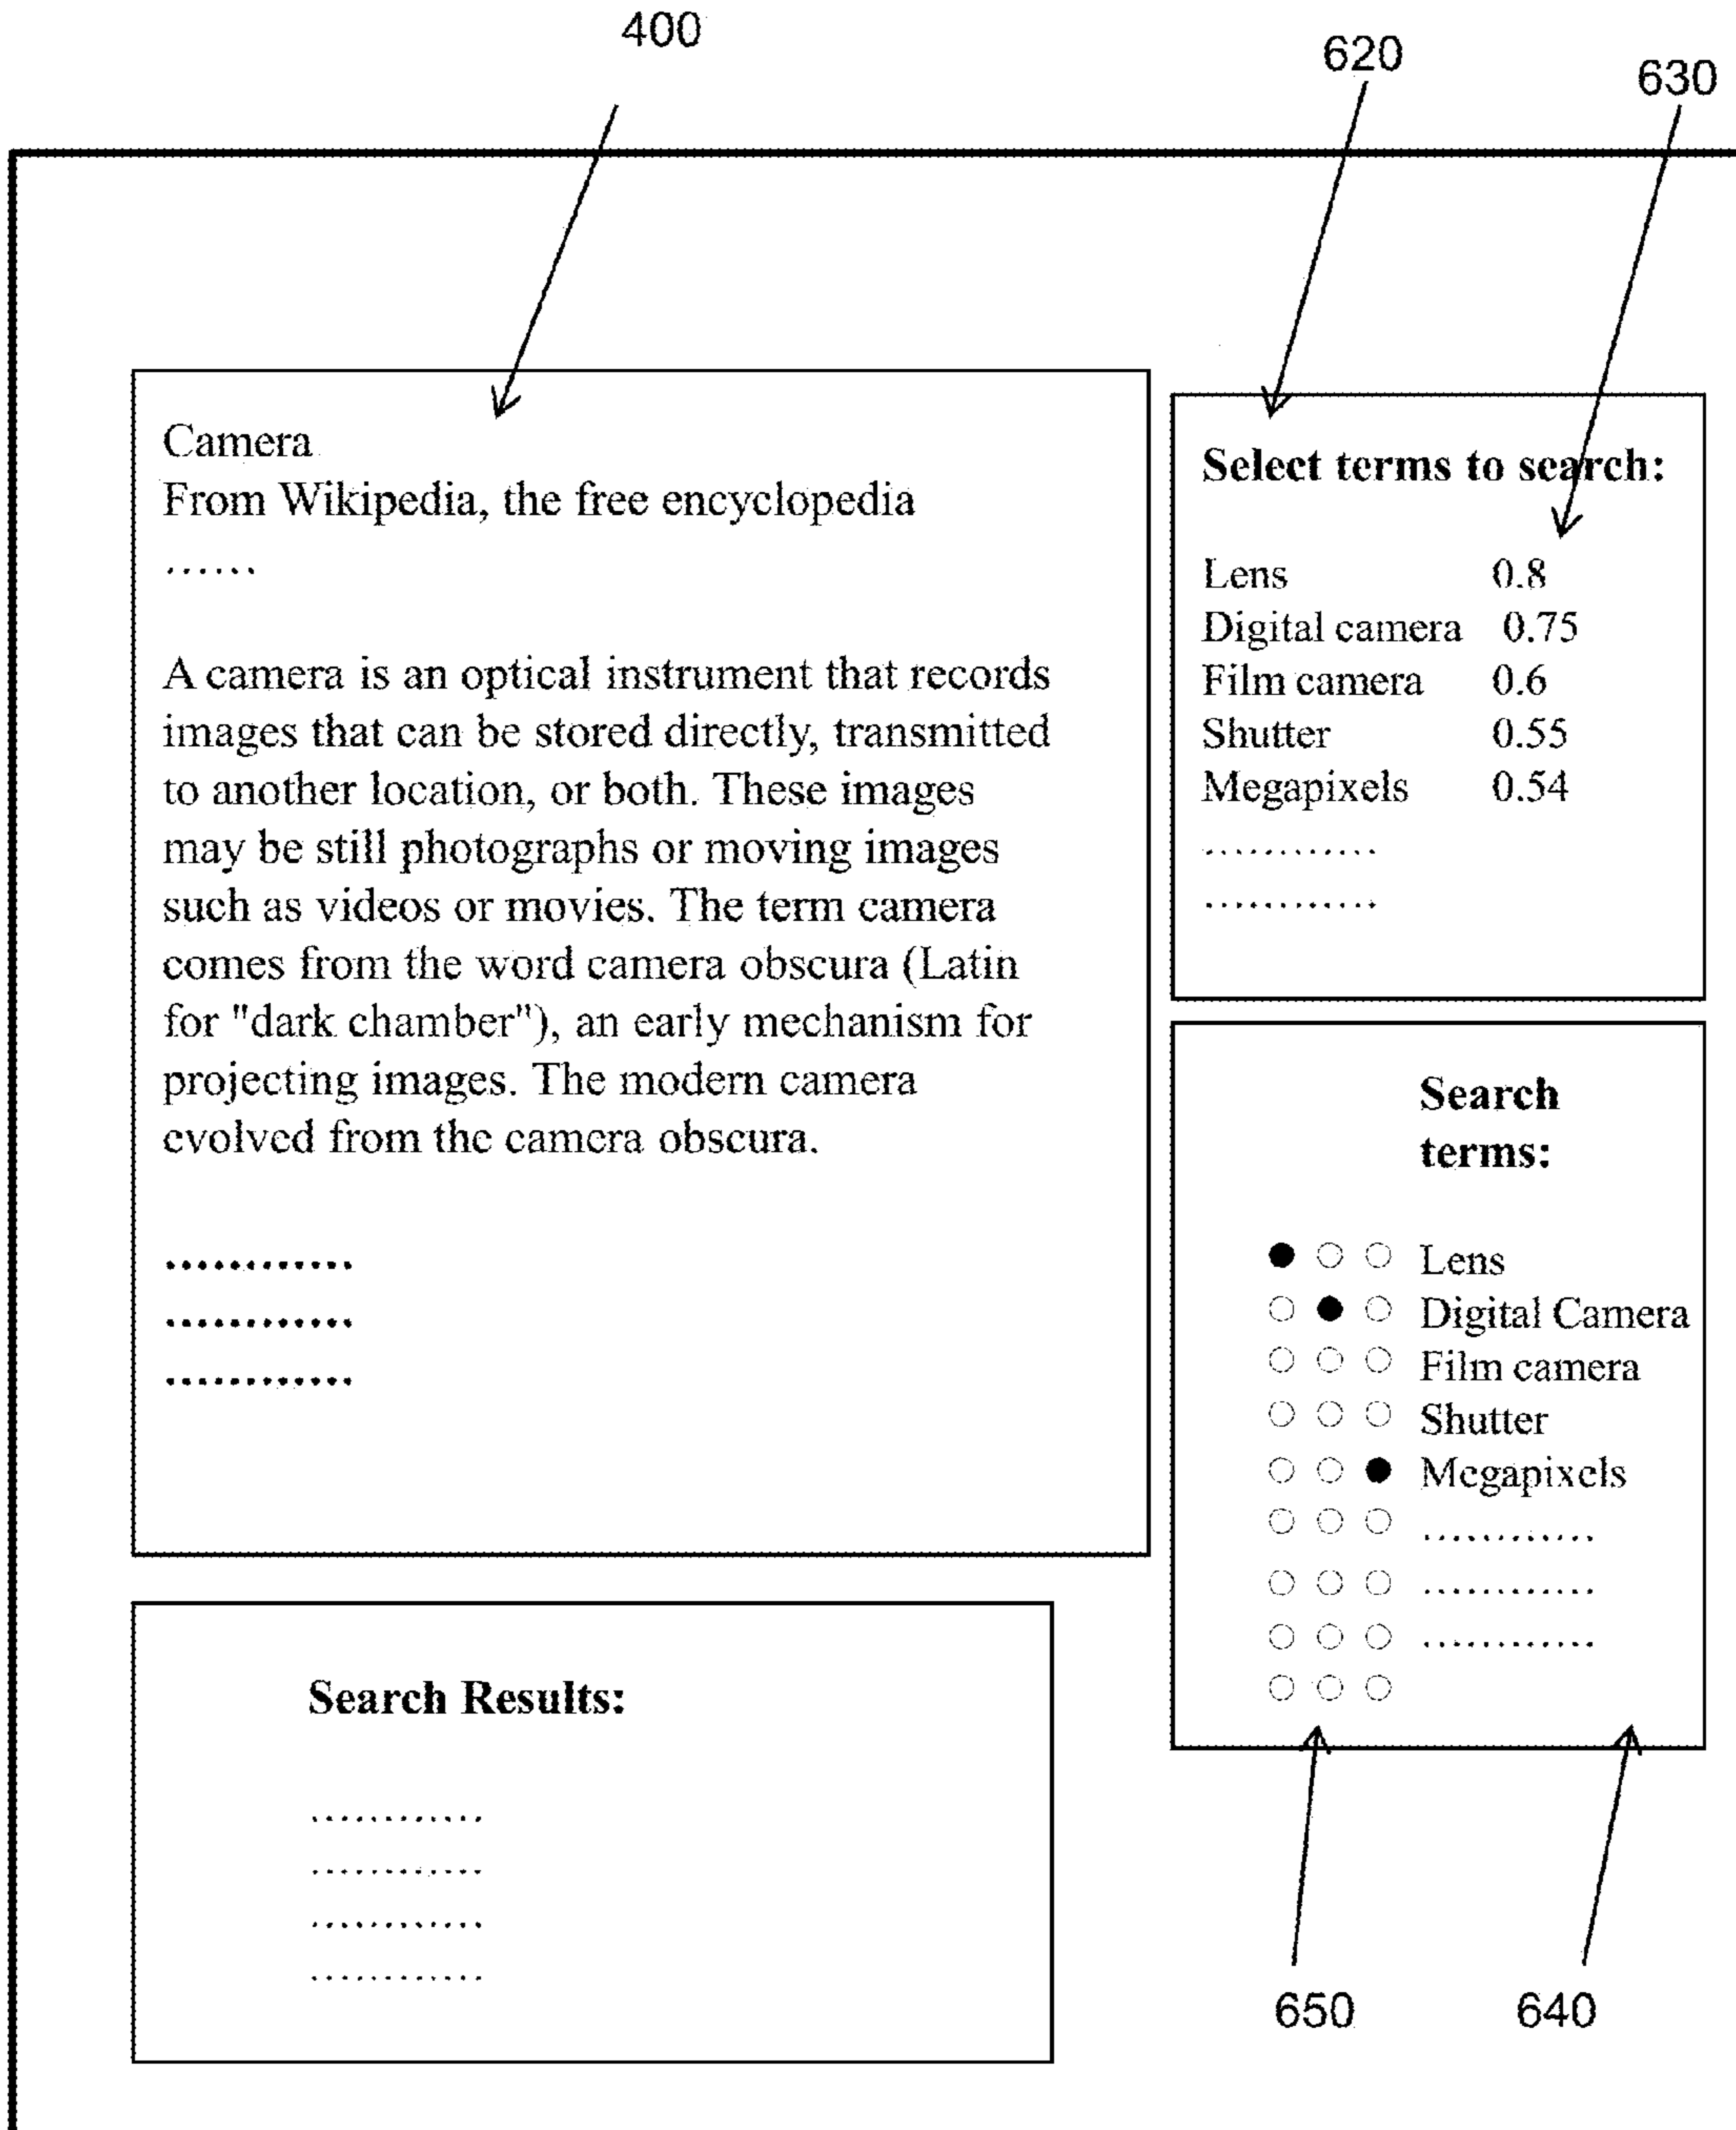 400
620
630
Camera
From Wikipedia, the free encyclopedia
......
A camera is an optical instrument that records
images that can be stored directly, transmitted
to another location, or both. These images
may be still photographs or moving images
such as videos or movies. The term camera
comes from the word camera obscura (Latin
for "dark chamber"), an early mechanism for
projecting images. The modern camera
evolved from the camera obscura.
............
............
............
Select terms to search:
Lens 0.8
Digital camera 0.75
Film camera 0.6
Shutter 0.55
Megapixels 0.54
............
............
Search
terms:
Lens
Digital Camera
Film camera
Shutter
Megapixels
............
............
............
Search Results:
............
............
............
............
650
640